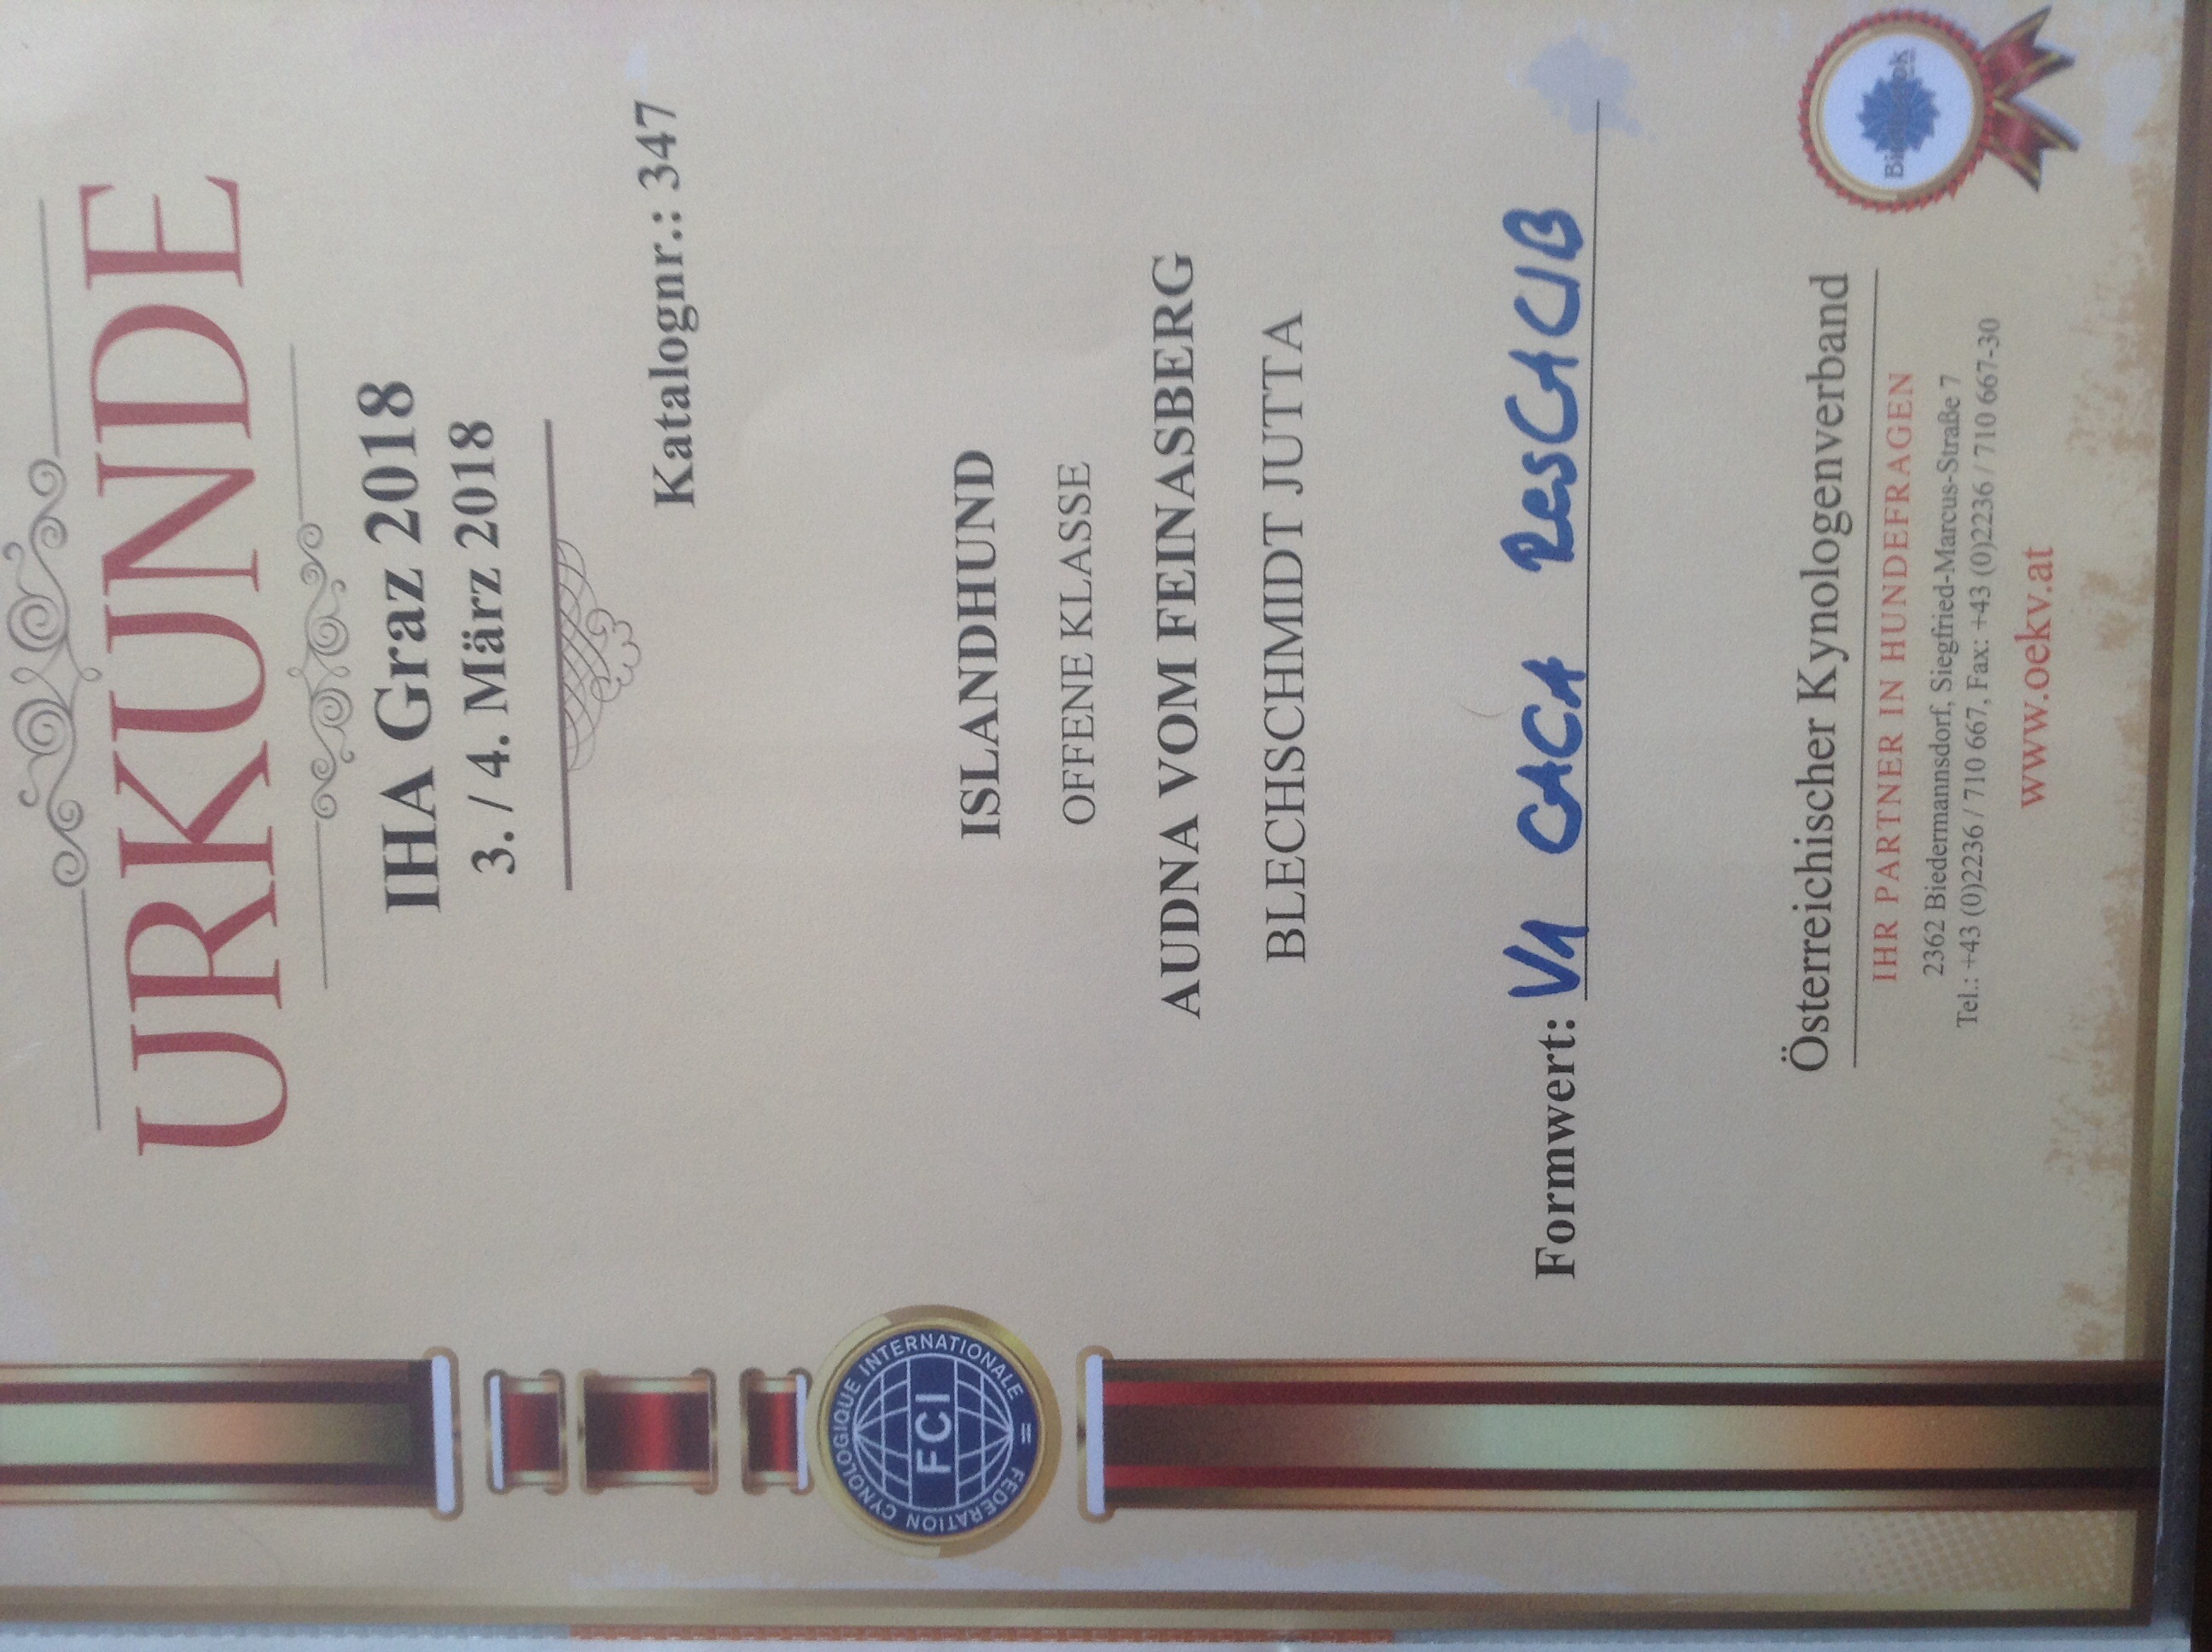 URKUNDE
IHA Graz 2018
3. / 4. März 2018
Katalognr.: 347
ISLANDHUND
OFFENE KLASSE
AUDNA VOM FEINASBERG
BLECHSCHMIDT JUTTA
Formwert: V1 CACA ResCACIB
FEDERATION CYNOLOGIQUE INTERNATIONALE
FCI
Österreichischer Kynologenverband
IHR PARTNER IN HUNDEFRAGEN
2362 Biedermannsdorf, Siegfried-Marcus-Straße 7
Tel.: +43 (0)2236 / 710 667, Fax: +43 (0)2236 / 710 667-30
www.oekv.at